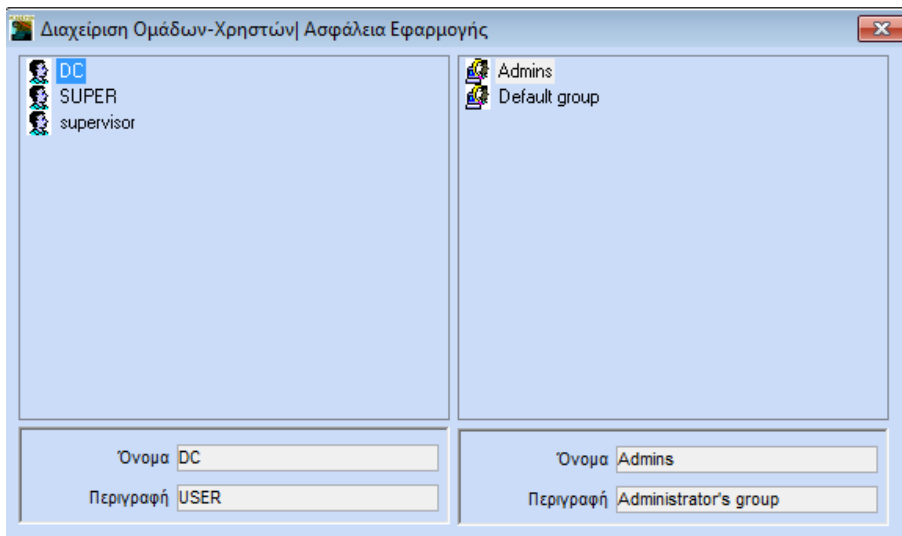 Διαχείριση Ομάδων-Χρηστών| Ασφάλεια Εφαρμογής
DC
SUPER
supervisor
Admins
Default group
Όνομα DC
Περιγραφή USER
Όνομα Admins
Περιγραφή Administrator's group